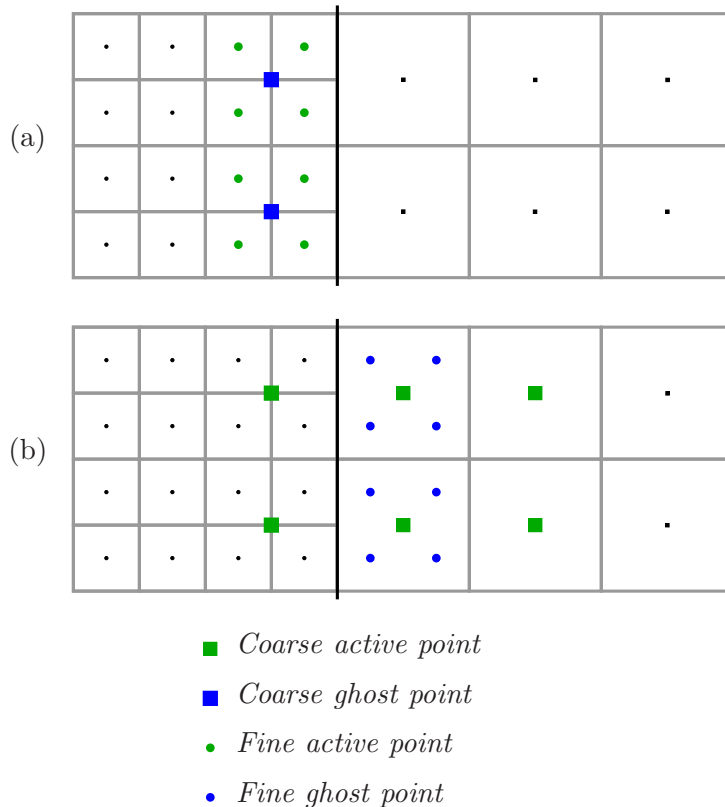 (a)
(b)
Coarse active point
Coarse ghost point
Fine active point
Fine ghost point